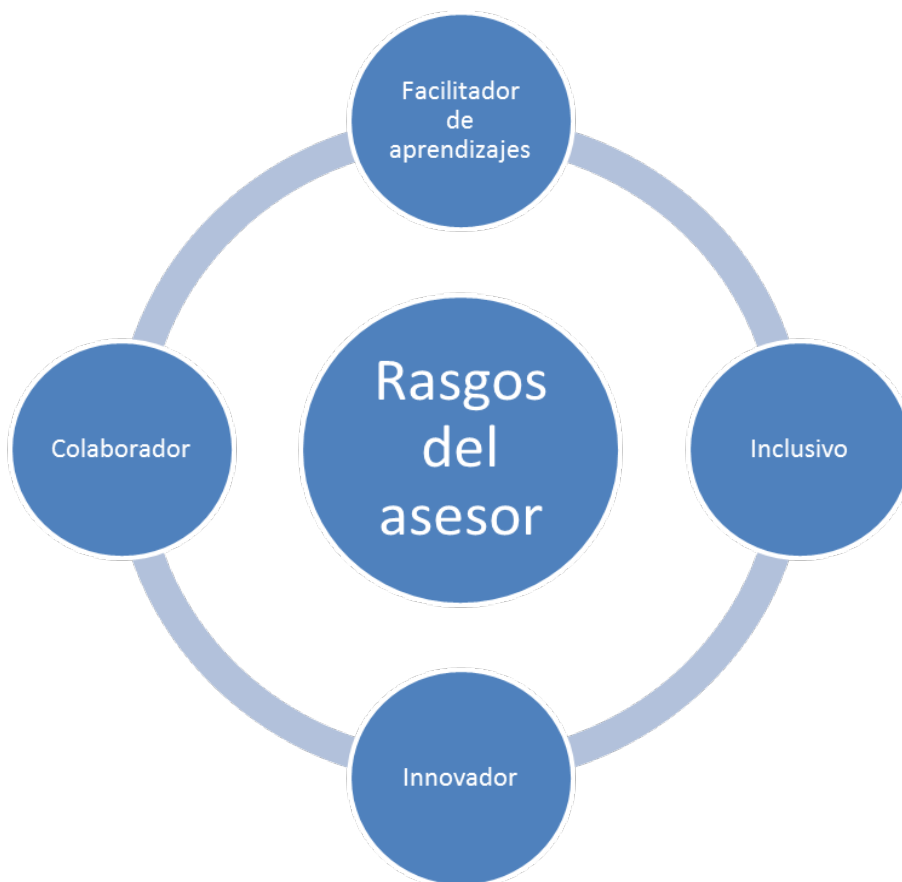 Facilitador
de
aprendizajes
Rasgos
del
asesor
Colaborador
Inclusivo
Innovador